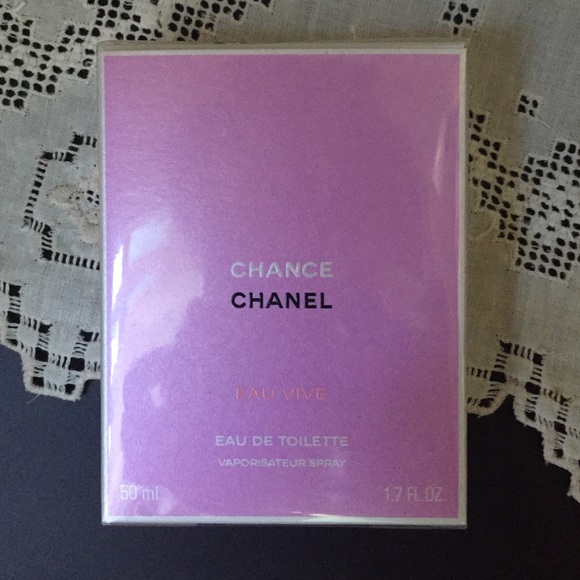 CHANCE
CHANEL
EAU VIVE
EAU DE TOILETTE
VAPORISATEUR SPRAY
50 ml
1.7 FL.OZ.